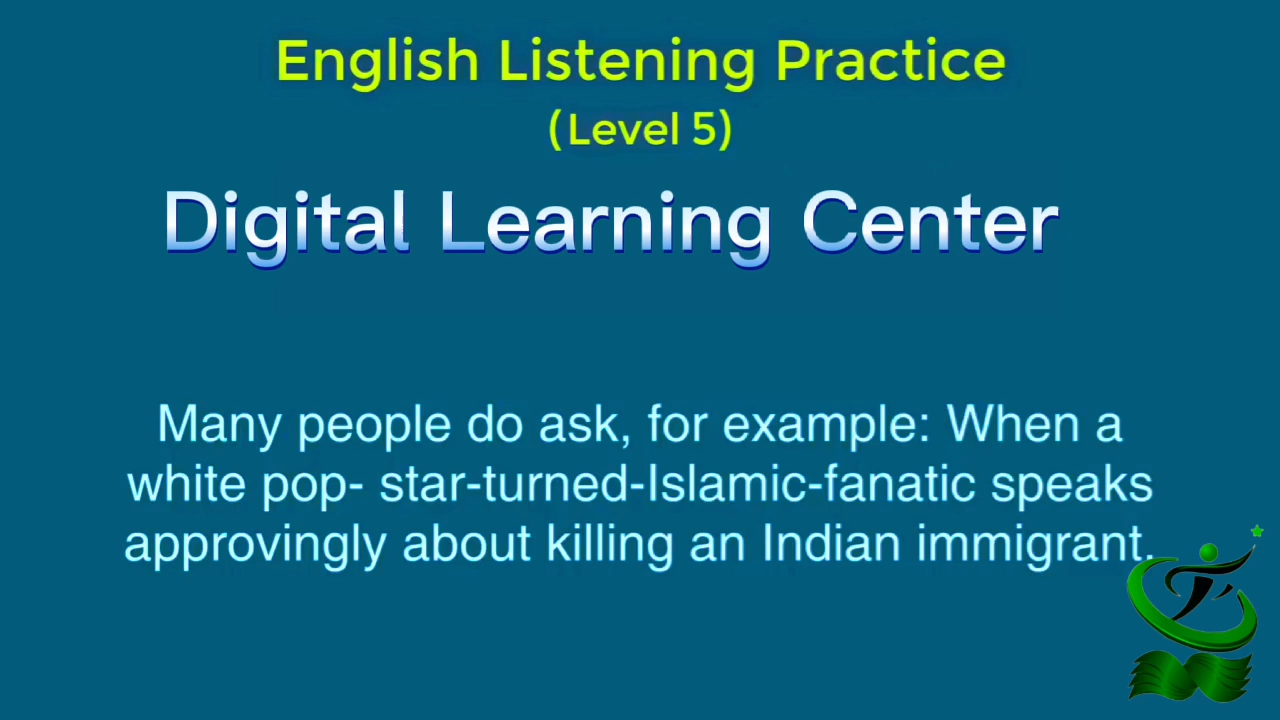 English Listening Practice
(Level 5)
Digital Learning Center
Many people do ask, for example: When a
white pop- star-turned-Islamic-fanatic speaks
approvingly about killing an Indian immigrant.